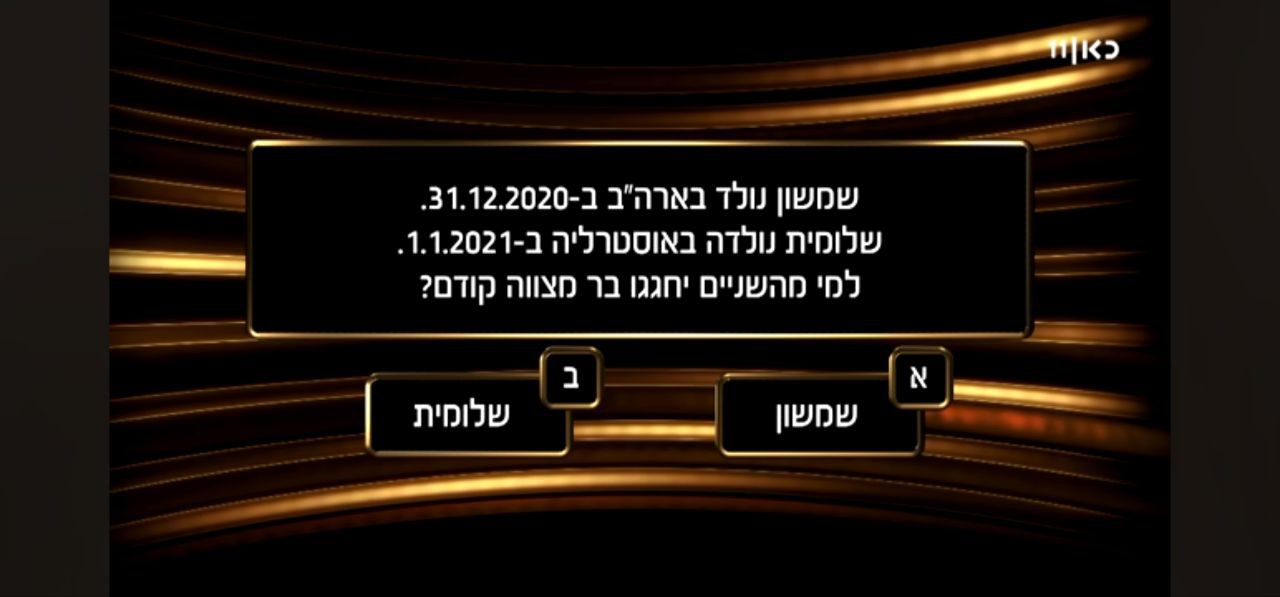 כאן 11
שמשון נולד בארה"ב ב-31.12.2020.
שלומית נולדה באוסטרליה ב-1.1.2021.
למי מהשניים יחגגו בר מצווה קודם?
א
שמשון
ב
שלומית